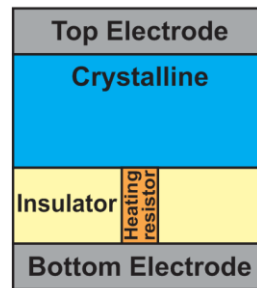 Top Electrode
Crystalline
Insulator
Heating
resistor
Bottom Electrode